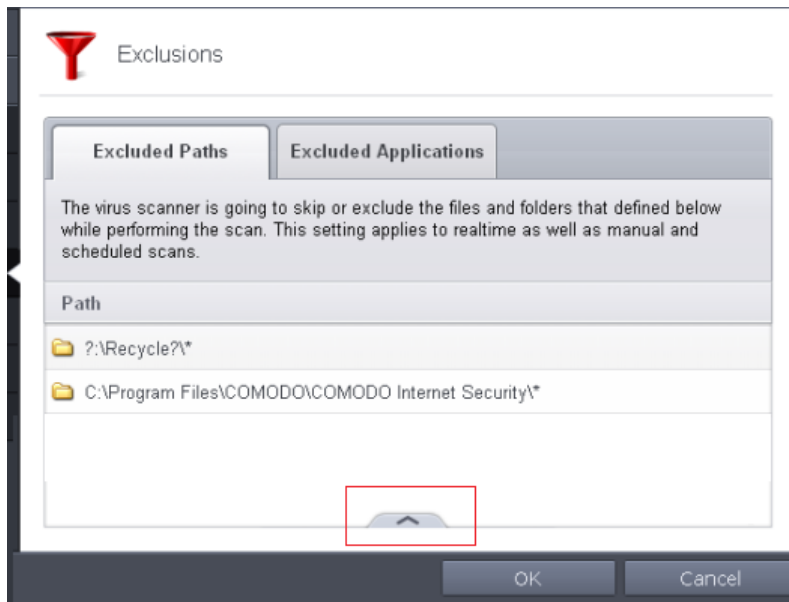 Exclusions
Excluded Paths
Excluded Applications
The virus scanner is going to skip or exclude the files and folders that defined below
while performing the scan. This setting applies to realtime as well as manual and
scheduled scans.
Path
?:\Recycle?\*
C:\Program Files\COMODO\COMODO Internet Security\*
OK
Cancel